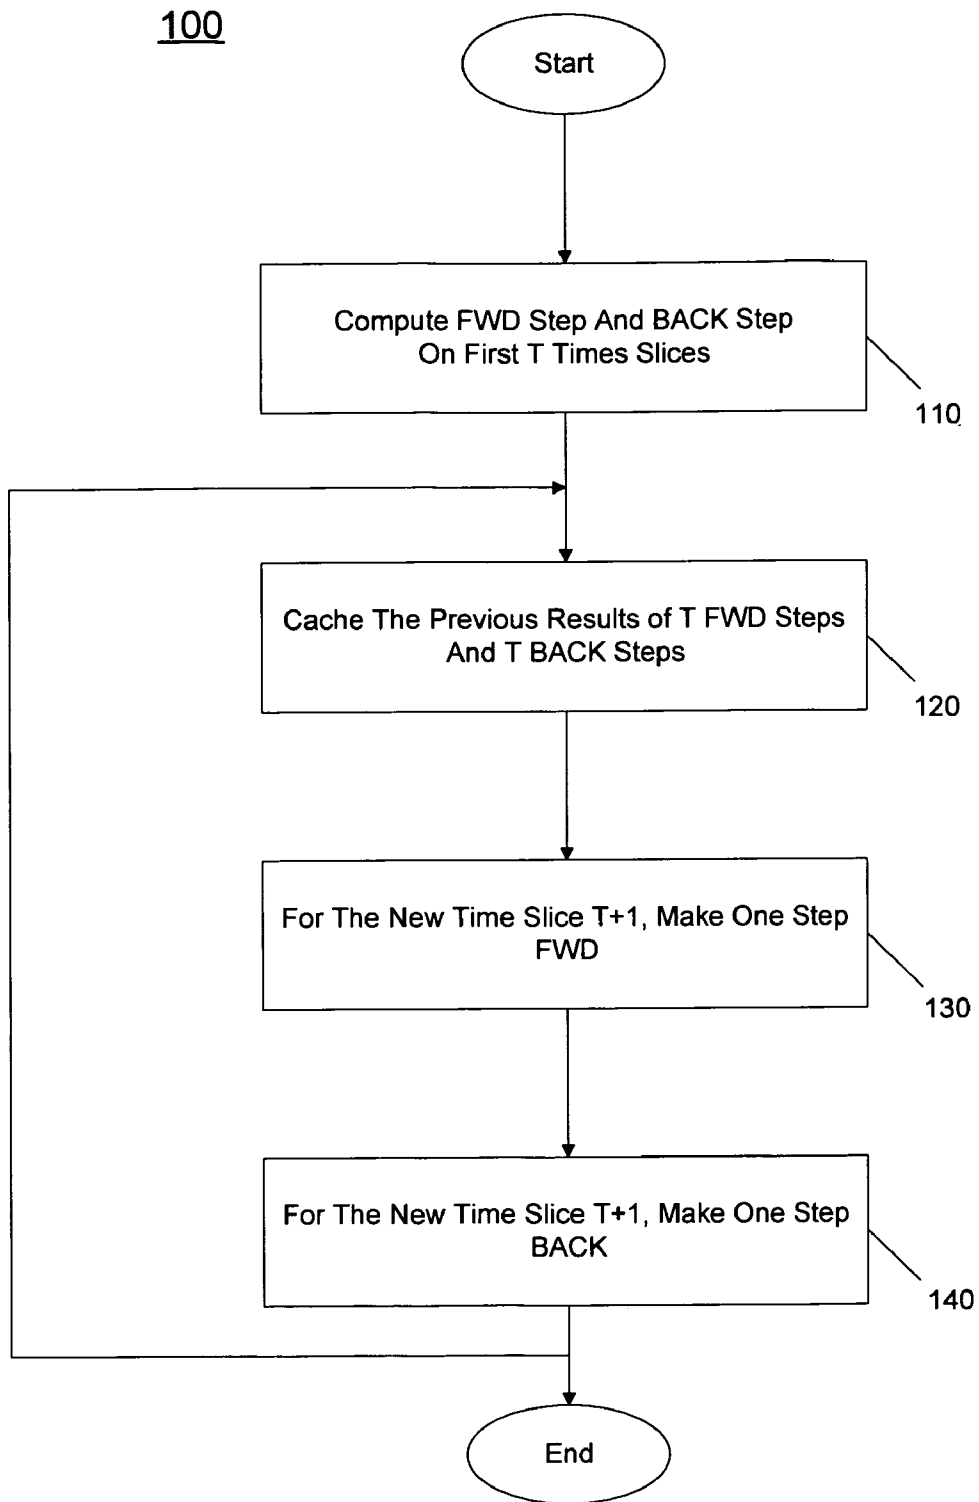 100
Start
Compute FWD Step And BACK Step
On First T Times Slices
110
Cache The Previous Results of T FWD Steps
And T BACK Steps
120
For The New Time Slice T+1, Make One Step
FWD
130
For The New Time Slice T+1, Make One Step
BACK
140
End